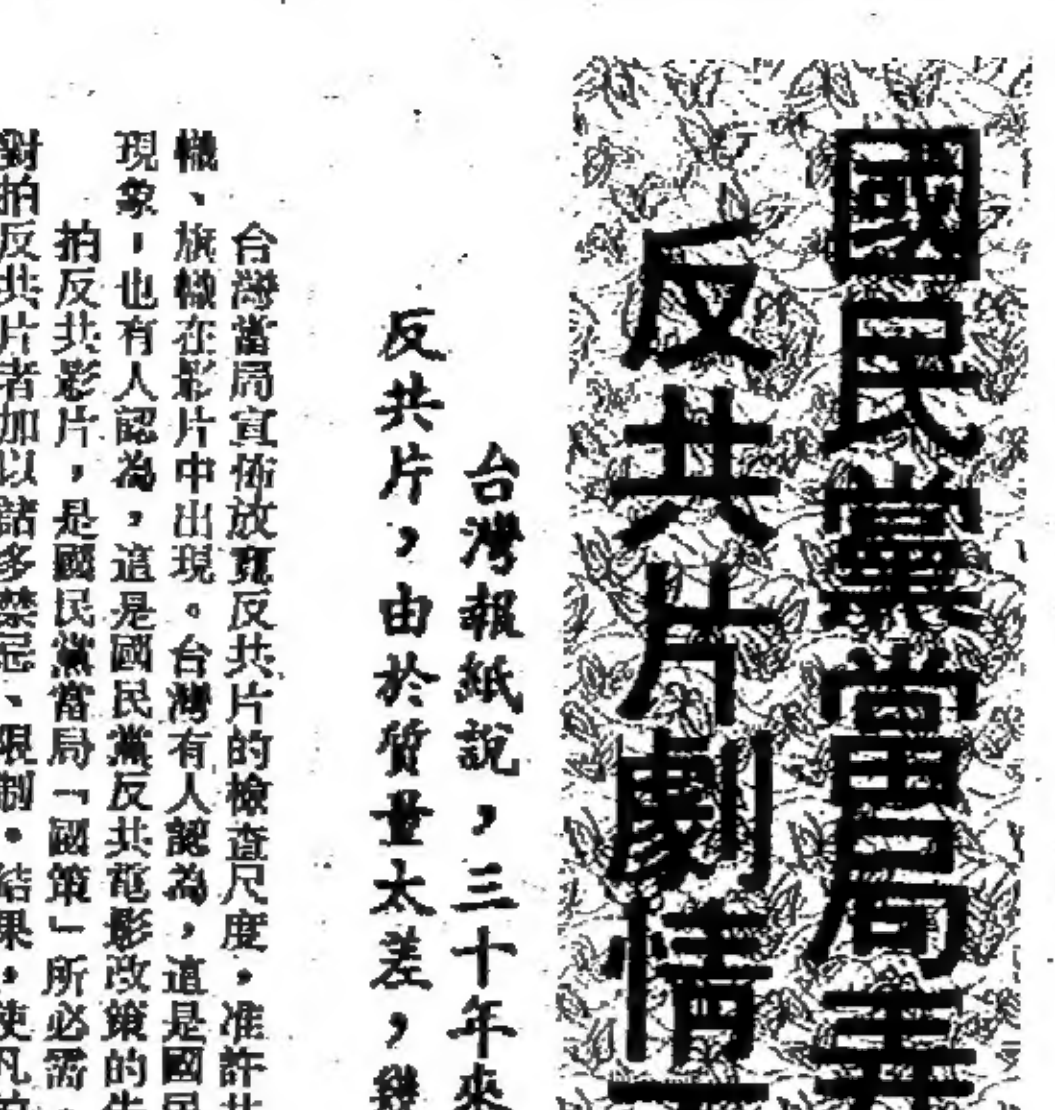 國民黨當局
反共片劇情
台灣報紙說，三十年來
反共片，由於質量太差，
台灣當局宣佈放寬反共片的檢查尺度，准許共
幟、旗幟在影片中出現。台灣有人認為，這是國民
現象，也有人認為，這是國民黨反共電影政策的失
拍反共影片，是國民黨當局「國策」所必需，
對拍反共片者加以諸多禁忌、限制。結果，使凡拍